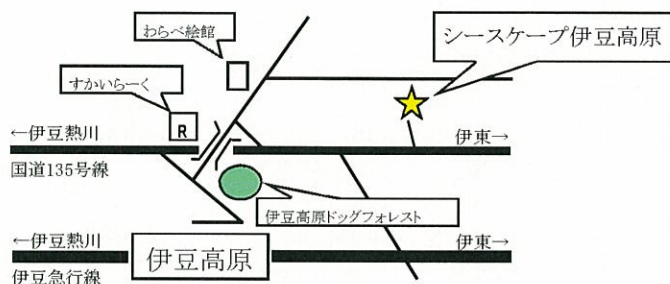 わらべ絵館
シースケープ伊豆高原
すかいらーく
R
←伊豆熱川
伊東→
国道135号線
伊豆高原ドッグフォレスト
←伊豆熱川
伊豆高原
伊東→
伊豆急行線